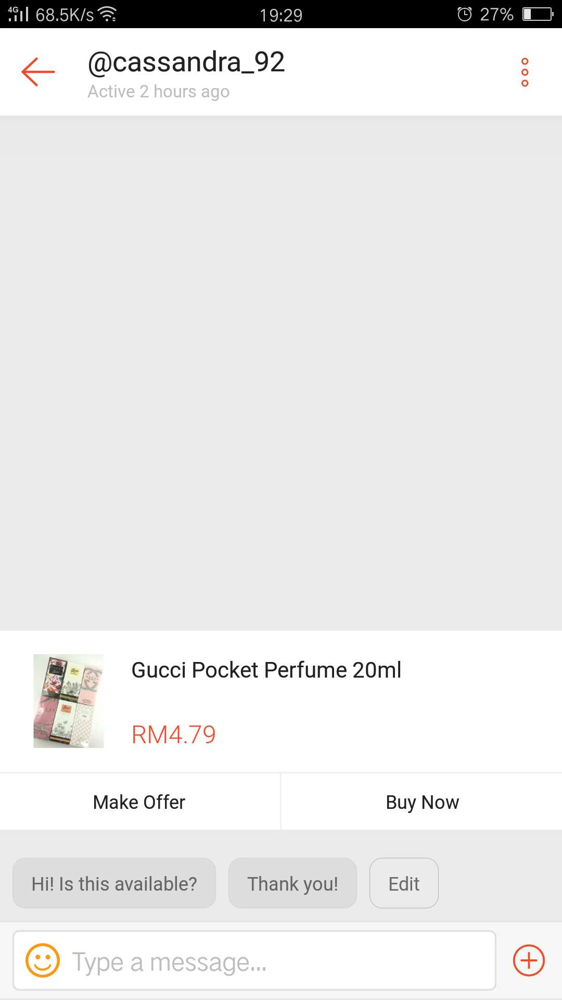 4G 68.5K/s 19:29 27%
@cassandra_92
Active 2 hours ago
Gucci Pocket Perfume 20ml
RM4.79
Make Offer Buy Now
Hi! Is this available? Thank you! Edit
Type a message...